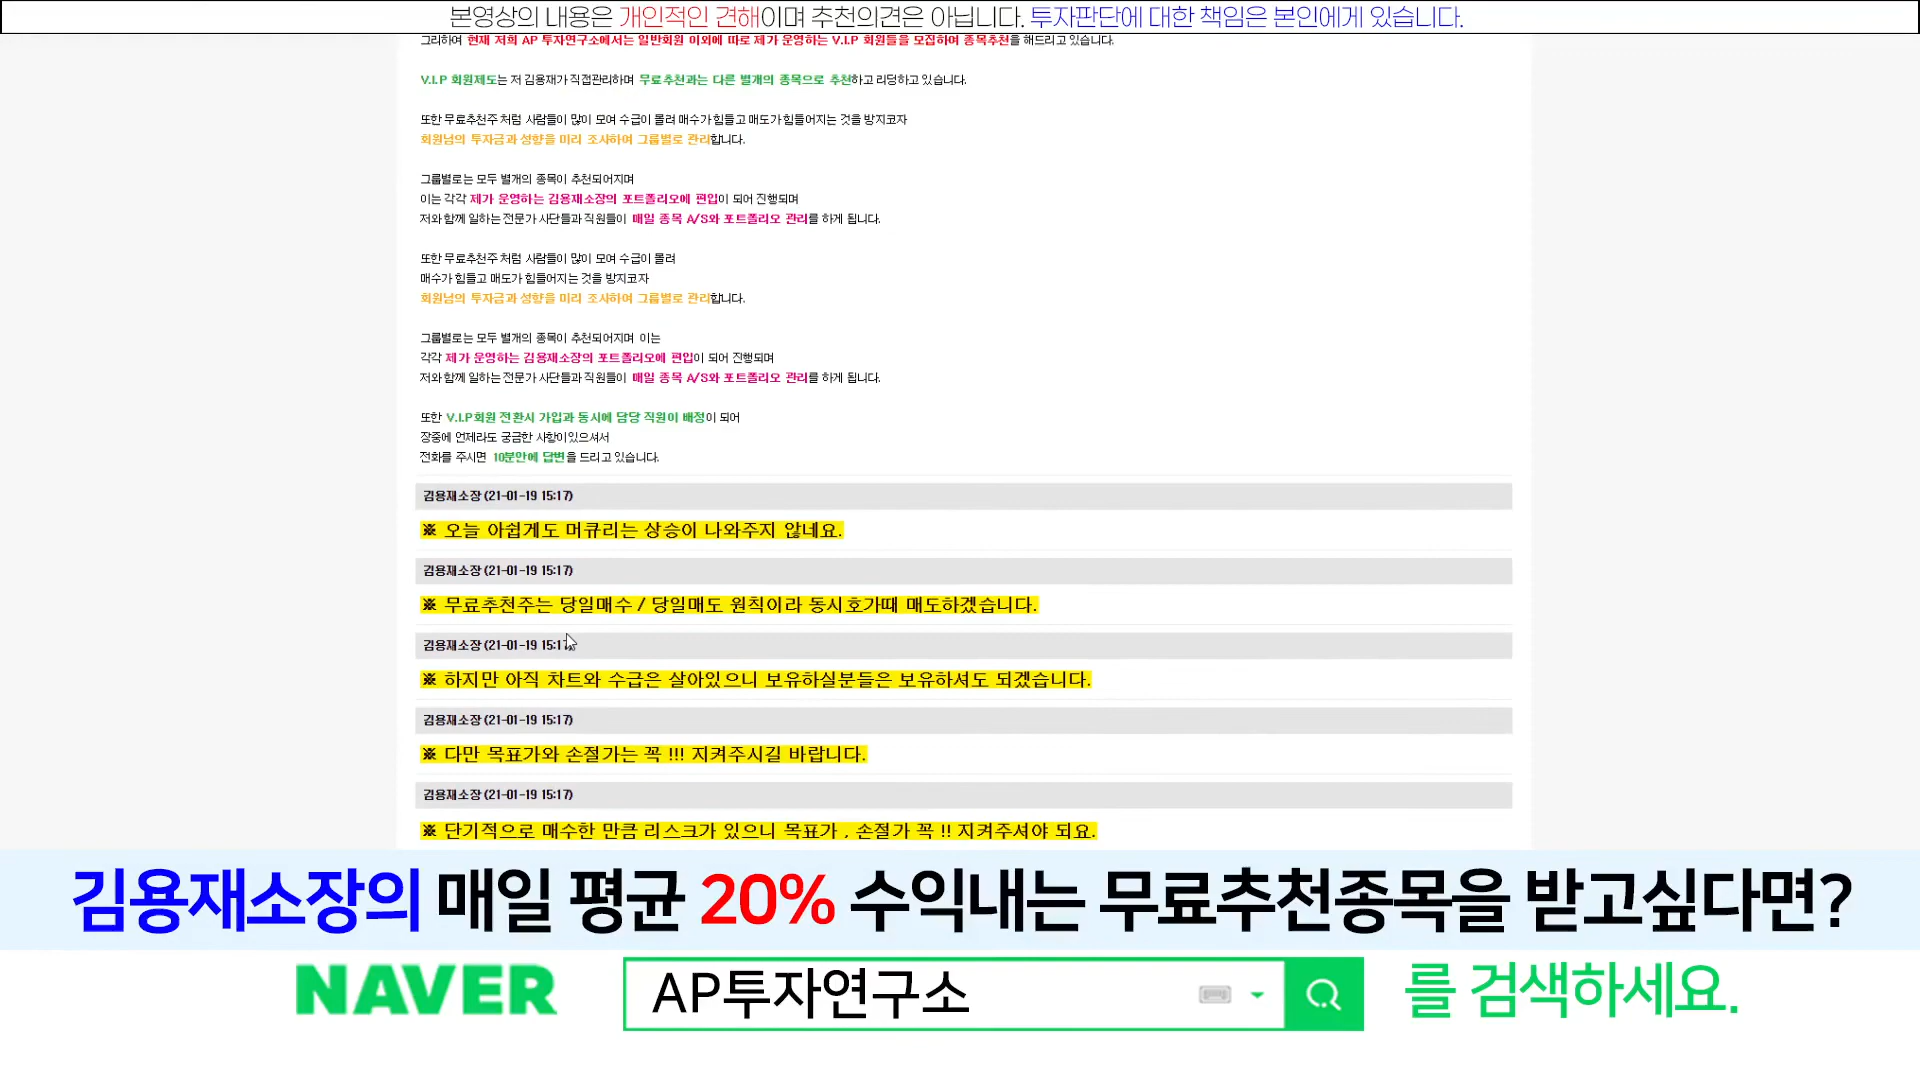 본영상의 내용은 개인적인 견해이며 추천의견은 아닙니다. 투자판단에 대한 책임은 본인에게 있습니다.
그리하여 현재 저희 AP 투자연구소에서는 일반회원 이외에 따로 제가 운영하는 V.I.P 회원들을 모집하여 종목추천을 해드리고 있습니다.
V.I.P 회원제도는 저 김용재가 직접관리하며 무료추천과는 다른 별개의 종목으로 추천하고 리딩하고 있습니다.
또한 무료추천주 처럼 사람들이 많이 모여 수급이 몰려 매수가 힘들고 매도가 힘들어지는 것을 방지코자
회원님의 투자금과 성향을 미리 조사하여 그룹별로 관리합니다.
그룹별로는 모두 별개의 종목이 추천되어지며
이는 각각 제가 운영하는 김용재소장의 포트폴리오에 편입이 되어 진행되며
저와 함께 일하는 전문가 사단들과 직원들이 매일 종목 A/S와 포트폴리오 관리를 하게 됩니다.
또한 무료추천주 처럼 사람들이 많이 모여 수급이 몰려
매수가 힘들고 매도가 힘들어지는 것을 방지코자
회원님의 투자금과 성향을 미리 조사하여 그룹별로 관리합니다.
그룹별로는 모두 별개의 종목이 추천되어지며 이는
각각 제가 운영하는 김용재소장의 포트폴리오에 편입이 되어 진행되며
저와 함께 일하는 전문가 사단들과 직원들이 매일 종목 A/S와 포트폴리오 관리를 하게 됩니다.
또한 V.I.P회원 전환시 가입과 동시에 담당 직원이 배정이 되어
장중에 언제라도 궁금한 사항이있으셔서
전화를 주시면 10분안에 답변을 드리고 있습니다.
김용재소장 (21-01-19 15:17)
※ 오늘 아쉽게도 머큐리는 상승이 나와주지 않네요.
김용재소장 (21-01-19 15:17)
※ 무료추천주는 당일매수 / 당일매도 원칙이라 동시호가때 매도하겠습니다.
김용재소장 (21-01-19 15:17)
※ 하지만 아직 차트와 수급은 살아있으니 보유하실분들은 보유하셔도 되겠습니다.
김용재소장 (21-01-19 15:17)
※ 다만 목표가와 손절가는 꼭 !!! 지켜주시길 바랍니다.
김용재소장 (21-01-19 15:17)
※ 단기적으로 매수한 만큼 리스크가 있으니 목표가 , 손절가 꼭 !! 지켜주셔야 되요.
김용재소장의 매일 평균 20% 수익내는 무료추천종목을 받고싶다면?
NAVER AP투자연구소 를 검색하세요.